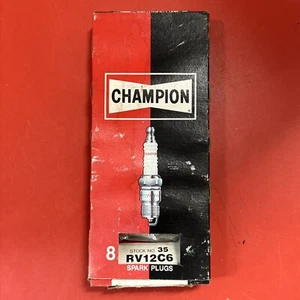 CHAMPION
8
STOCK NO. 35
RV12C6
SPARK PLUGS